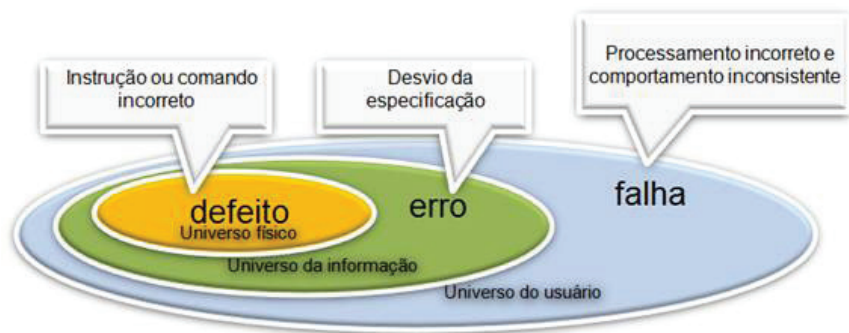 Instrução ou comando
incorreto
Desvio da
especificação
Processamento incorreto e
comportamento inconsistente
defeito
Universo físico
erro
Universo da informação
falha
Universo do usuário